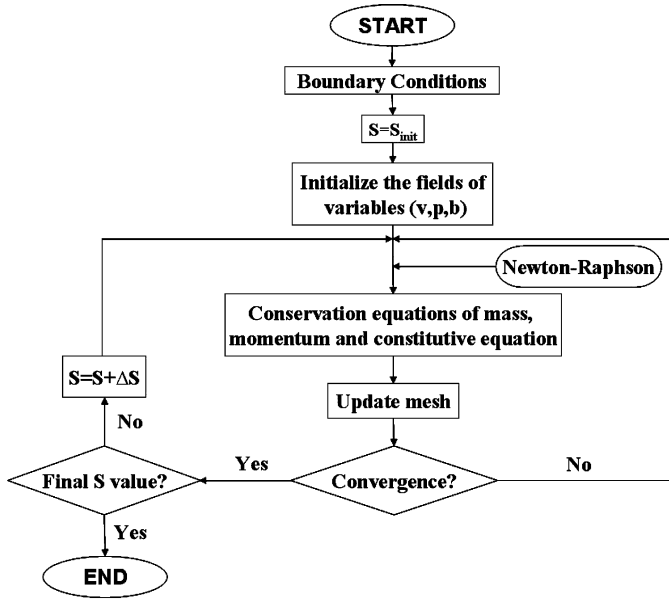 START
Boundary Conditions
S=Sinit
Initialize the fields of
variables (v,p,b)
Newton-Raphson
Conservation equations of mass,
momentum and constitutive equation
S=S+ΔS
Update mesh
No
Final S value?
Yes
Convergence?
No
Yes
END